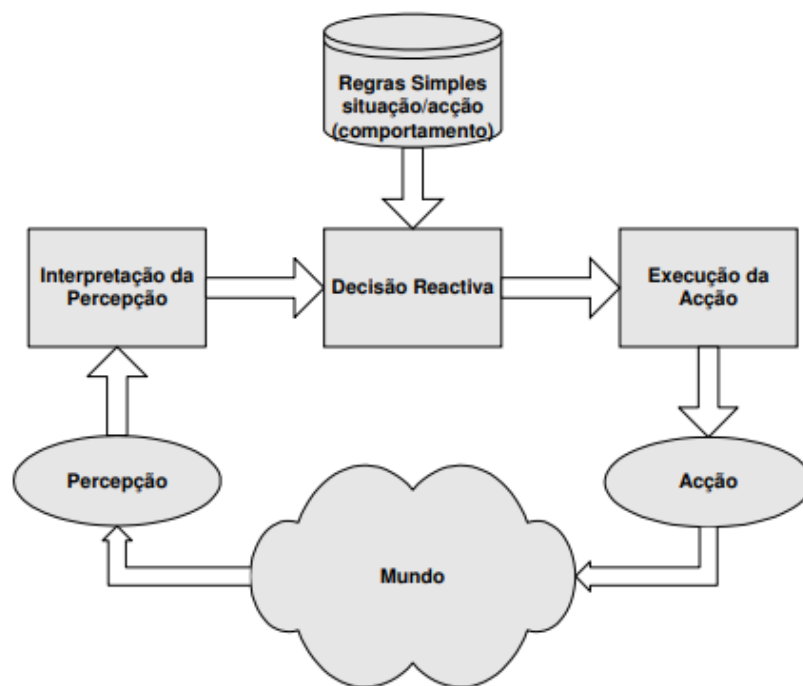 Regras Simples
situação/acção
(comportamento)
Interpretação da
Percepção
Decisão Reactiva
Execução da
Acção
Percepção
Acção
Mundo